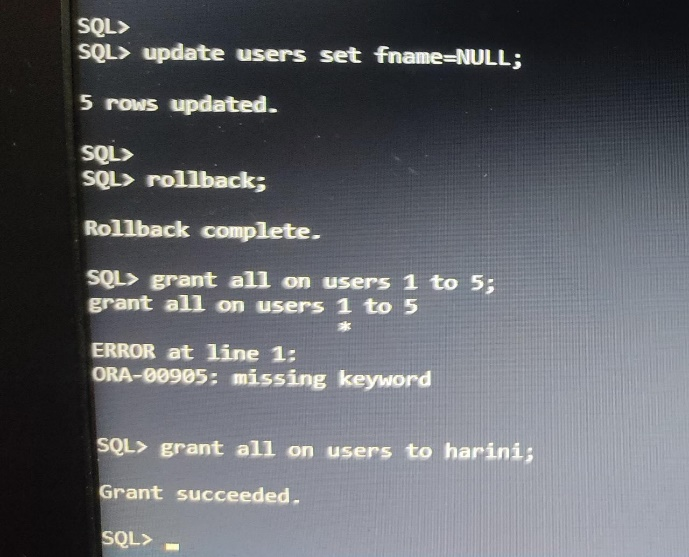 SQL>
SQL> update users set fname=NULL;
5 rows updated.
SQL>
SQL> rollback;
Rollback complete.
SQL> grant all on users 1 to 5;
grant all on users 1 to 5
*
ERROR at line 1:
ORA-00905: missing keyword
SQL> grant all on users to harini;
Grant succeeded.
SQL> _